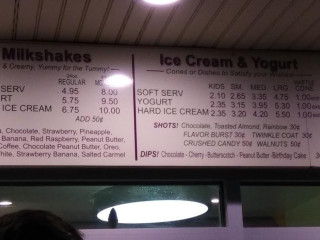 Milkshakes
& Creamy. Yummy for the Tummy!
REGULAR
SERV 4.95 8.00
RT 5.75 9.50
ICE CREAM 6.75 10.00
ADD 50¢
a, Chocolate, Strawberry, Pineapple,
Banana, Red Raspberry, Peanut Butter,
Coffee, Chocolate Peanut Butter, Oreo,
White, Strawberry Banana, Salted Carmel
Ice Cream & Yogurt
Cones or Dishes to Satisfy your
KIDS SM. MED. LRG. CONE
SOFT SERV 2.10 2.65 3.35 4.75 1.00
YOGURT 2.35 3.15 3.95 5.30 1.00
HARD ICE CREAM 2.35 3.20 4.20 5.95 1.00
SHOTS! Chocolate, Toasted Almond, Rainbow 30¢
FLAVOR BURST 30¢ TWINKLE COAT 30¢
CRUSHED CANDY 50¢ WALNUTS 50¢
DIPS! Chocolate - Cherry - Butterscotch - Peanut Butter - Birthday Cake